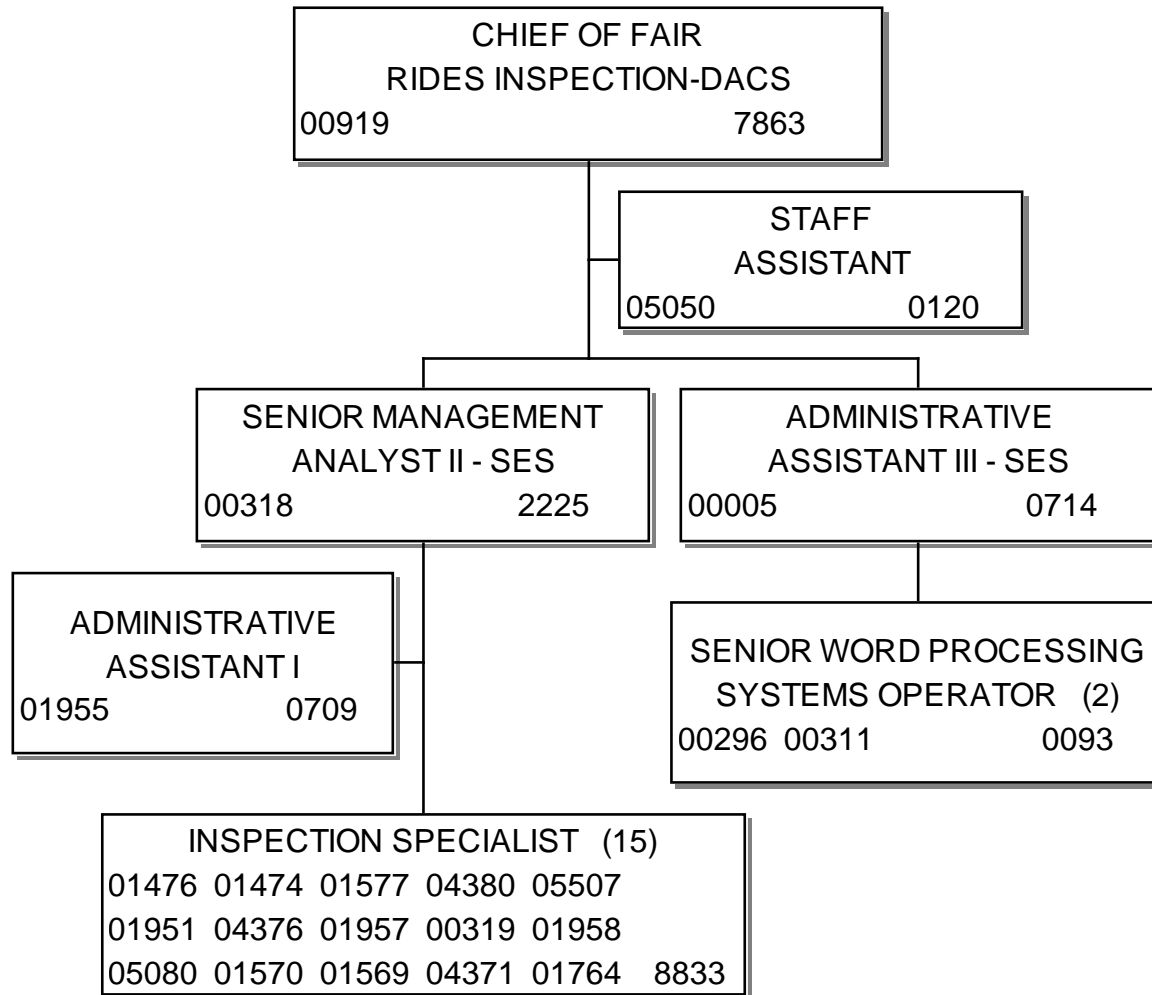 CHIEF OF FAIR
RIDES INSPECTION-DACS
00919 7863
STAFF
ASSISTANT
05050 0120
SENIOR MANAGEMENT
ANALYST II - SES
00318 2225
ADMINISTRATIVE
ASSISTANT III - SES
00005 0714
ADMINISTRATIVE
ASSISTANT I
01955 0709
SENIOR WORD PROCESSING
SYSTEMS OPERATOR (2)
00296 00311 0093
INSPECTION SPECIALIST (15)
01476 01474 01577 04380 05507
01951 04376 01957 00319 01958
05080 01570 01569 04371 01764 8833